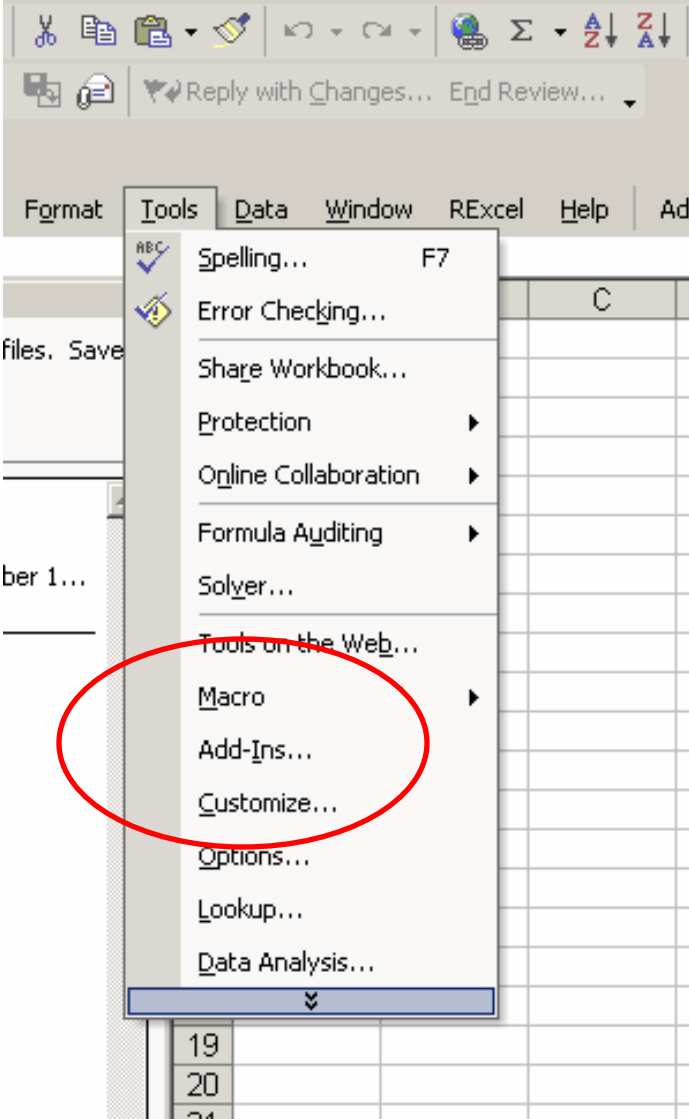 Reply with Changes... End Review...
Format Tools Data Window RExcel Help Ad
ABC Spelling... F7
C
Error Checking...
files. Save
Share Workbook...
Protection
Online Collaboration
Formula Auditing
ber 1...
Solver...
Tools on the Web...
Macro
Add-Ins...
Customize...
Options...
Lookup...
Data Analysis...
19
20